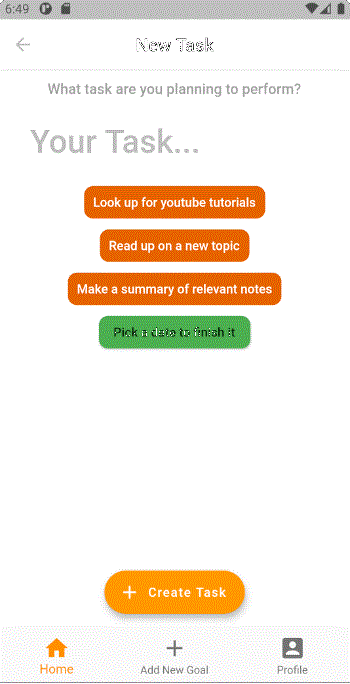 6:49
New Task
What task are you planning to perform?
Your Task...
Look up for youtube tutorials
Read up on a new topic
Make a summary of relevant notes
Pick a date to finish it
Create Task
Home
Add New Goal
Profile